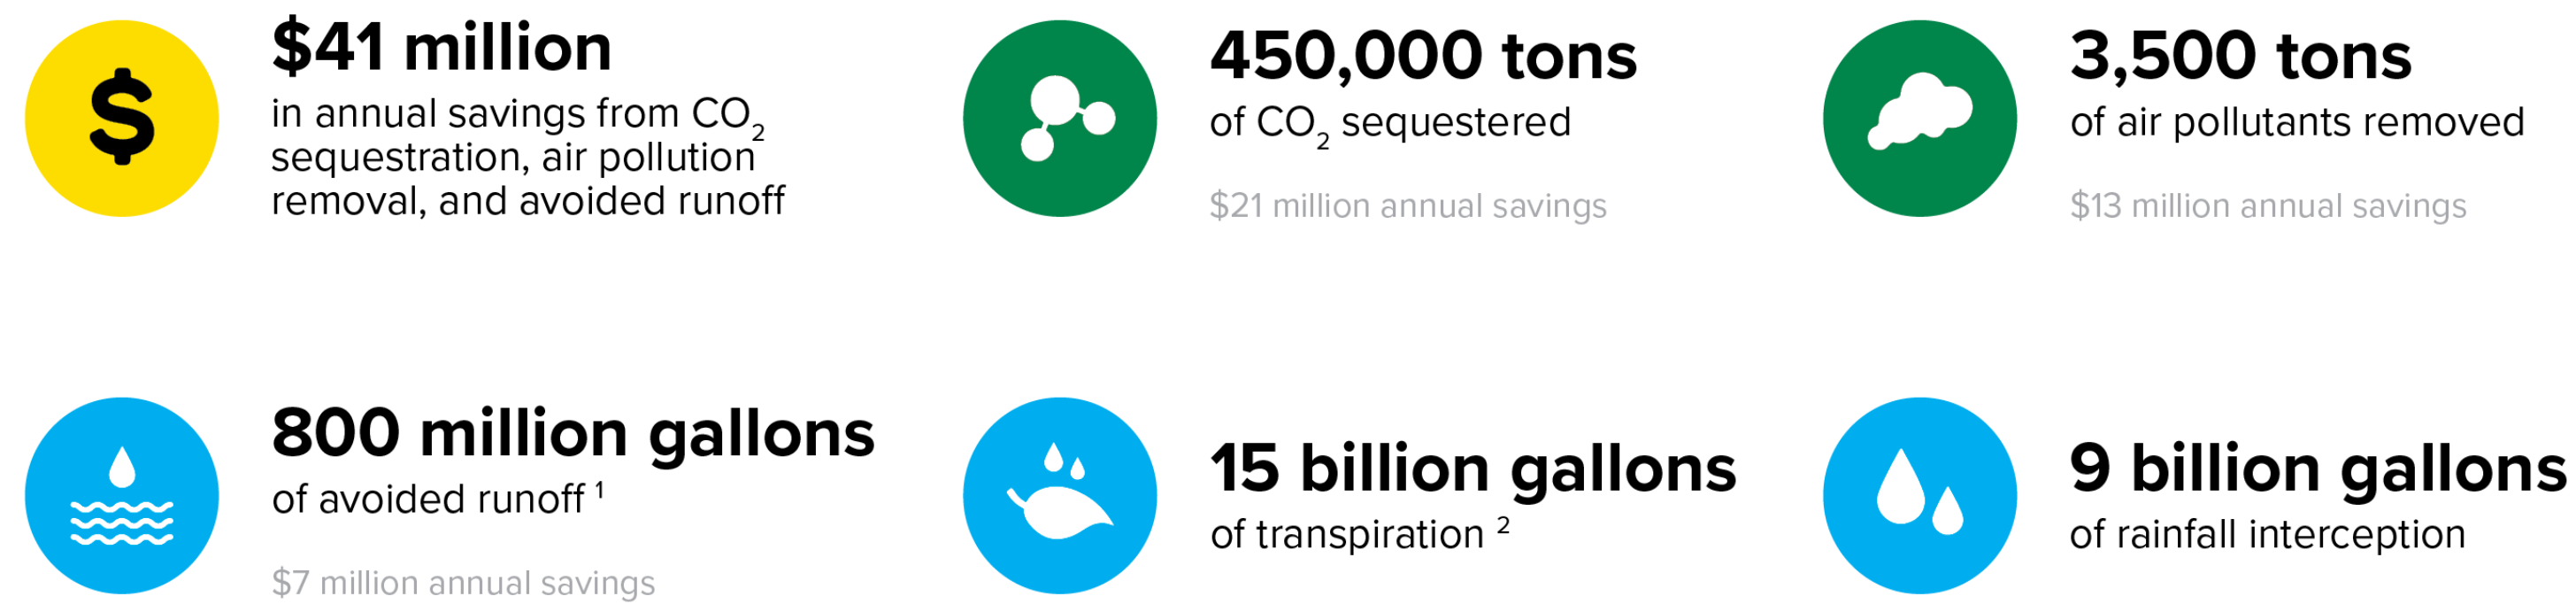 $41 million
in annual savings from CO₂
sequestration, air pollution
removal, and avoided runoff
450,000 tons
of CO₂ sequestered
$21 million annual savings
3,500 tons
of air pollutants removed
$13 million annual savings
800 million gallons
of avoided runoff ¹
$7 million annual savings
15 billion gallons
of transpiration ²
9 billion gallons
of rainfall interception